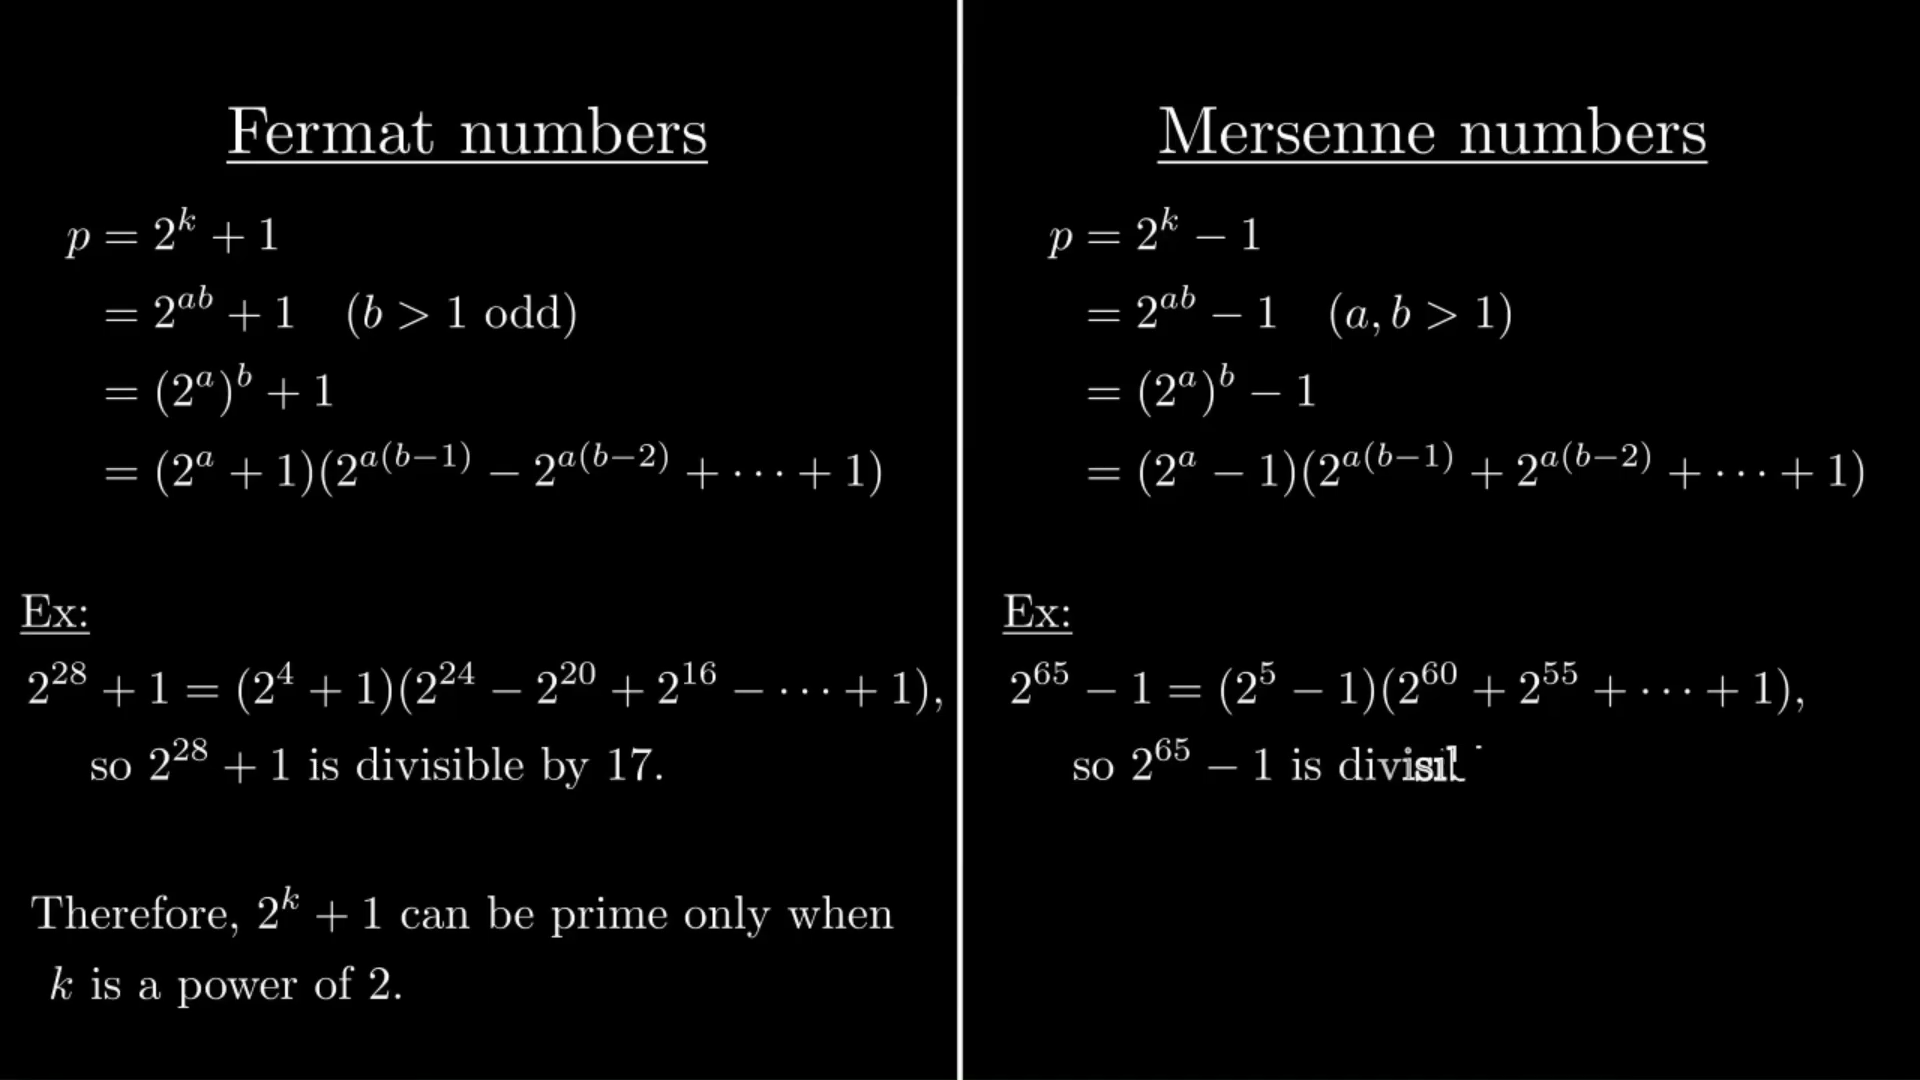 Fermat numbers
p = 2^k + 1
= 2^{ab} + 1 (b > 1 odd)
= (2^a)^b + 1
= (2^a + 1)(2^{a(b−1)} − 2^{a(b−2)} + ⋯ + 1)
Ex:
2^{28} + 1 = (2^4 + 1)(2^{24} − 2^{20} + 2^{16} − ⋯ + 1),
so 2^{28} + 1 is divisible by 17.
Therefore, 2^k + 1 can be prime only when
k is a power of 2.
Mersenne numbers
p = 2^k − 1
= 2^{ab} − 1 (a, b > 1)
= (2^a)^b − 1
= (2^a − 1)(2^{a(b−1)} + 2^{a(b−2)} + ⋯ + 1)
Ex:
2^{65} − 1 = (2^5 − 1)(2^{60} + 2^{55} + ⋯ + 1),
so 2^{65} − 1 is